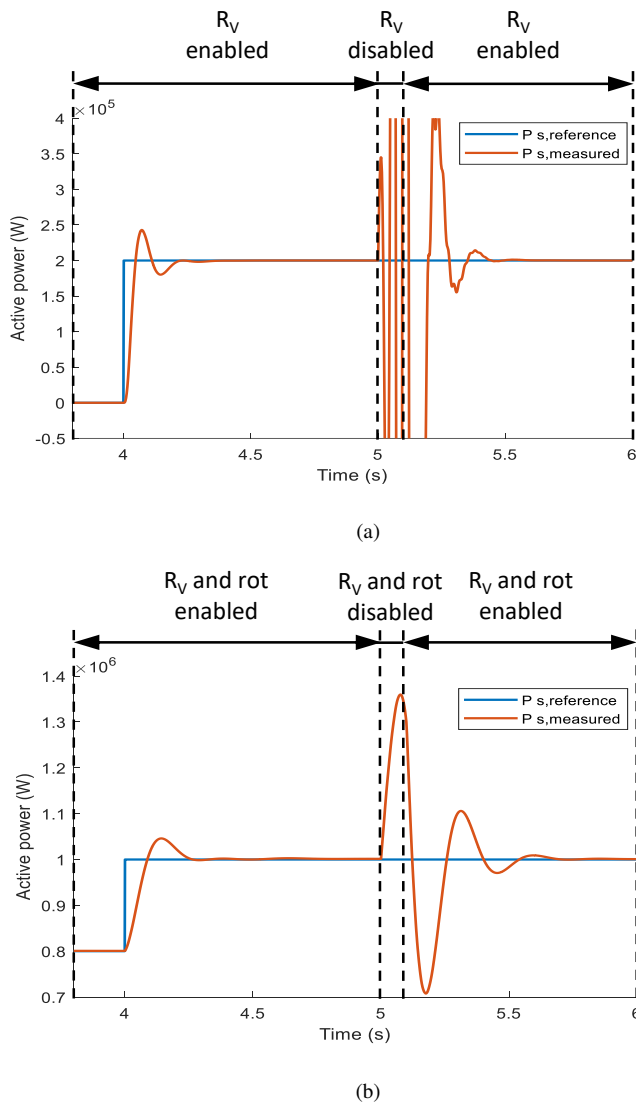 R_V enabled
R_V disabled
R_V enabled
×10^5
4
3.5
3
2.5
2
1.5
1
0.5
0
-0.5
Active power (W)
P s,reference
P s,measured
4
4.5
5
5.5
6
Time (s)
(a)
R_V and rot enabled
R_V and rot disabled
R_V and rot enabled
×10^6
1.4
1.3
1.2
1.1
1
0.9
0.8
0.7
Active power (W)
P s,reference
P s,measured
4
4.5
5
5.5
6
Time (s)
(b)